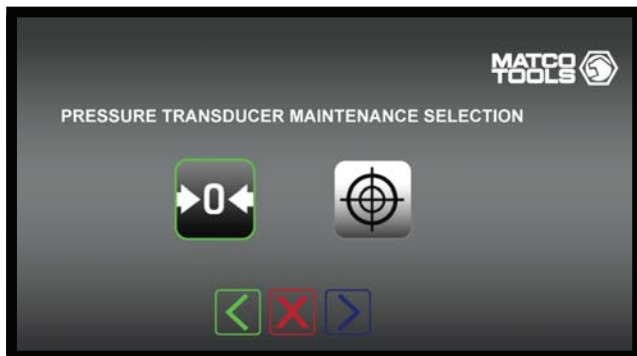 MATCO
TOOLS
PRESSURE TRANSDUCER MAINTENANCE SELECTION
0